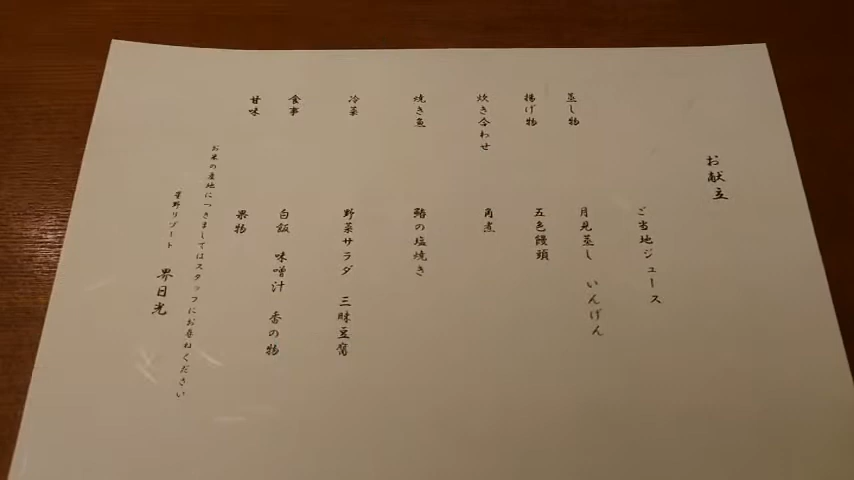 お献立
ご当地ジュース
蒸し物 月見蒸し いんげん
揚げ物 五色饅頭
炊き合わせ 角煮
焼き魚 鰆の塩焼き
冷菜 野菜サラダ 三昧豆腐
食事 白飯 味噌汁 香の物
甘味 果物
お米の産地につきましてはスタッフにお尋ねください
星野リゾート 界日光